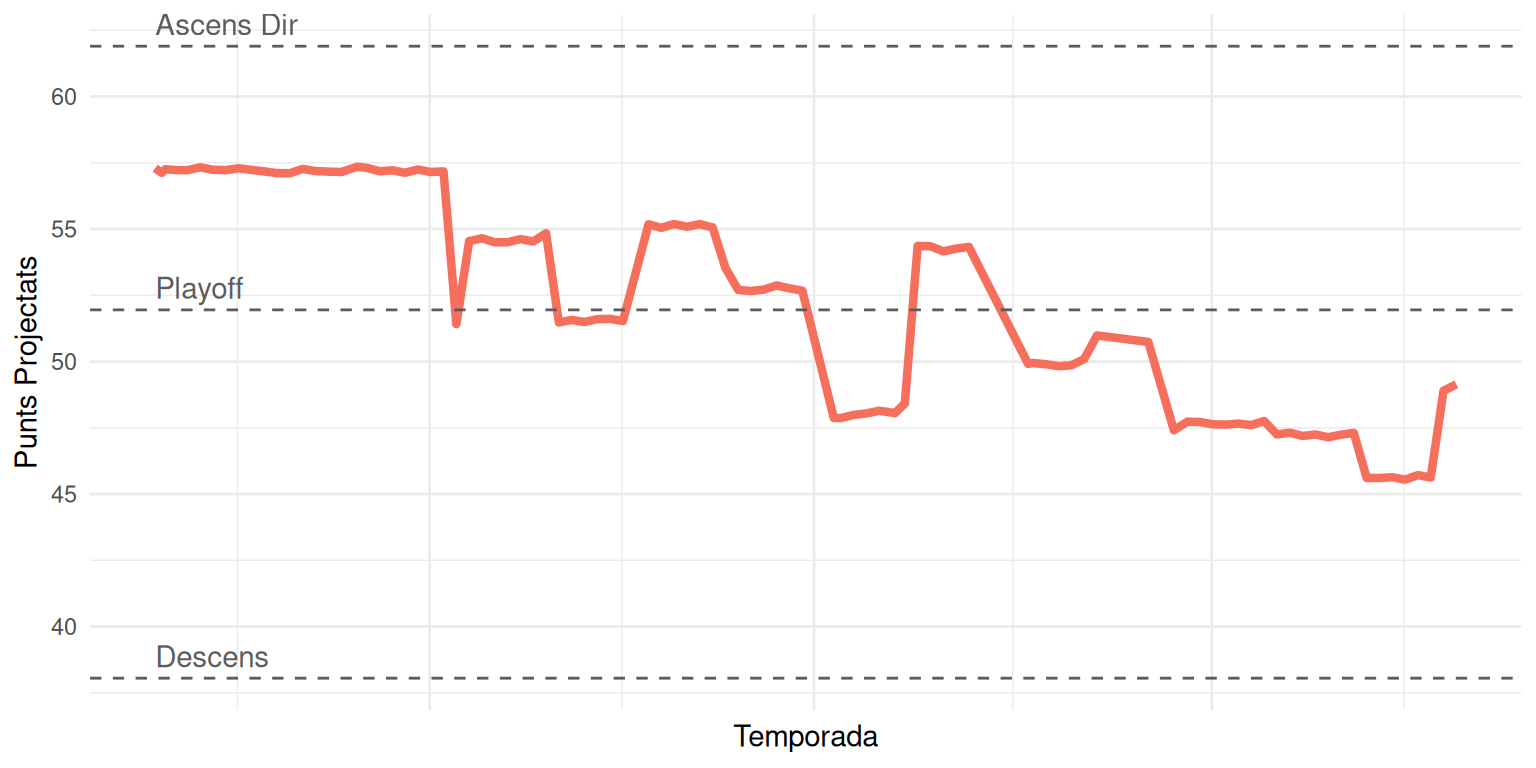 Ascens Dir
60
55
Playoff
50
45
40
Descens
Punts Projectats
Temporada